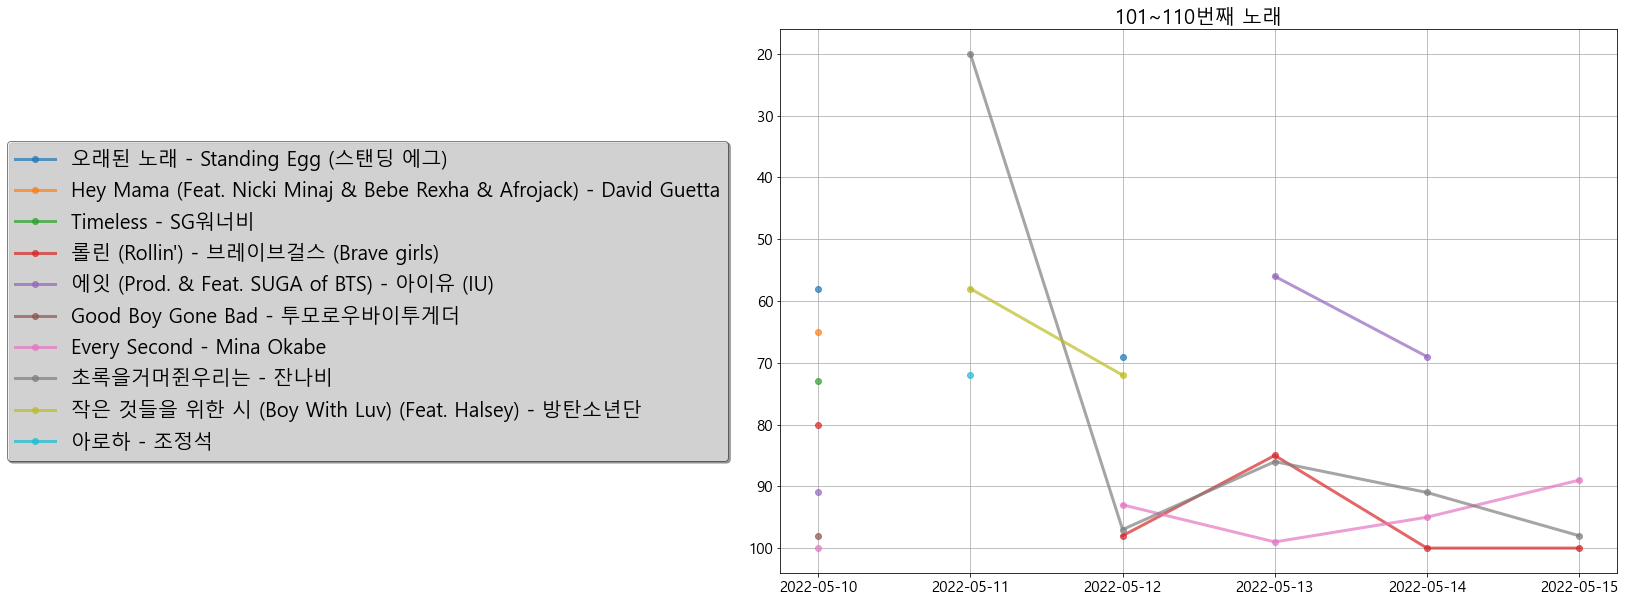 101~110번째 노래
오래된 노래 - Standing Egg (스탠딩 에그)
Hey Mama (Feat. Nicki Minaj & Bebe Rexha & Afrojack) - David Guetta
Timeless - SG워너비
롤린 (Rollin') - 브레이브걸스 (Brave girls)
에잇 (Prod. & Feat. SUGA of BTS) - 아이유 (IU)
Good Boy Gone Bad - 투모로우바이투게더
Every Second - Mina Okabe
초록을거머쥔우리는 - 잔나비
작은 것들을 위한 시 (Boy With Luv) (Feat. Halsey) - 방탄소년단
아로하 - 조정석
20
30
40
50
60
70
80
90
100
2022-05-10 2022-05-11 2022-05-12 2022-05-13 2022-05-14 2022-05-15